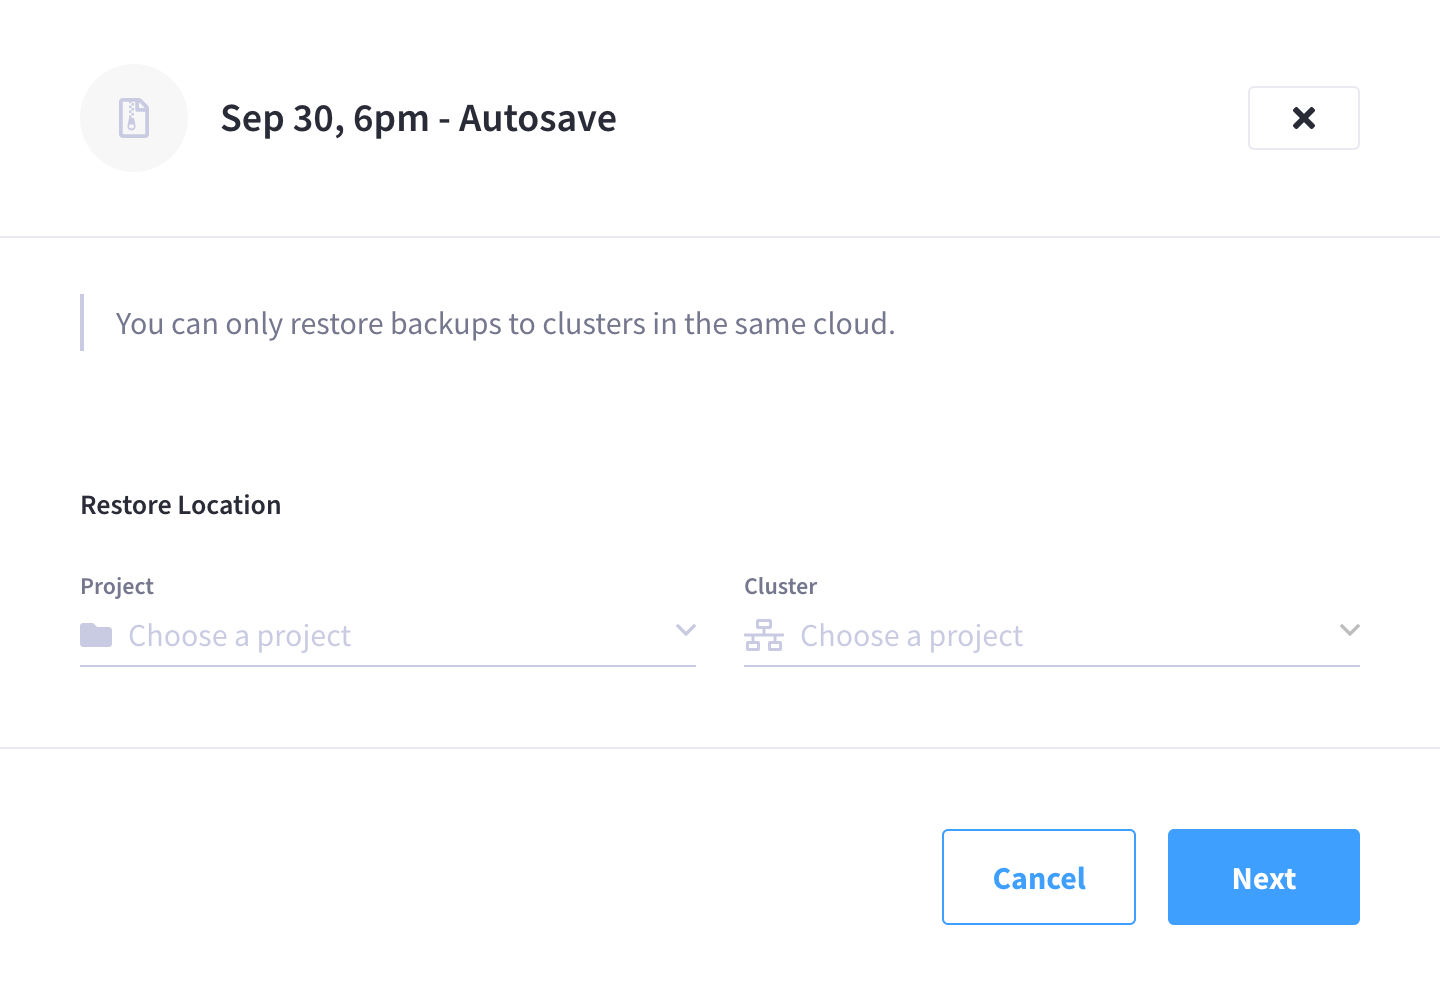 Sep 30, 6pm - Autosave
You can only restore backups to clusters in the same cloud.
Restore Location
Project
Cluster
Choose a project
Choose a project
Cancel
Next